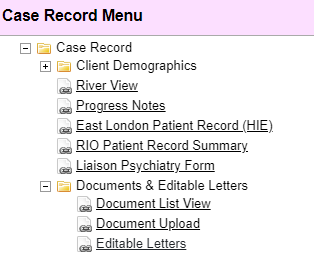 Case Record Menu
Case Record
Client Demographics
River View
Progress Notes
East London Patient Record (HIE)
RIO Patient Record Summary
Liaison Psychiatry Form
Documents & Editable Letters
Document List View
Document Upload
Editable Letters